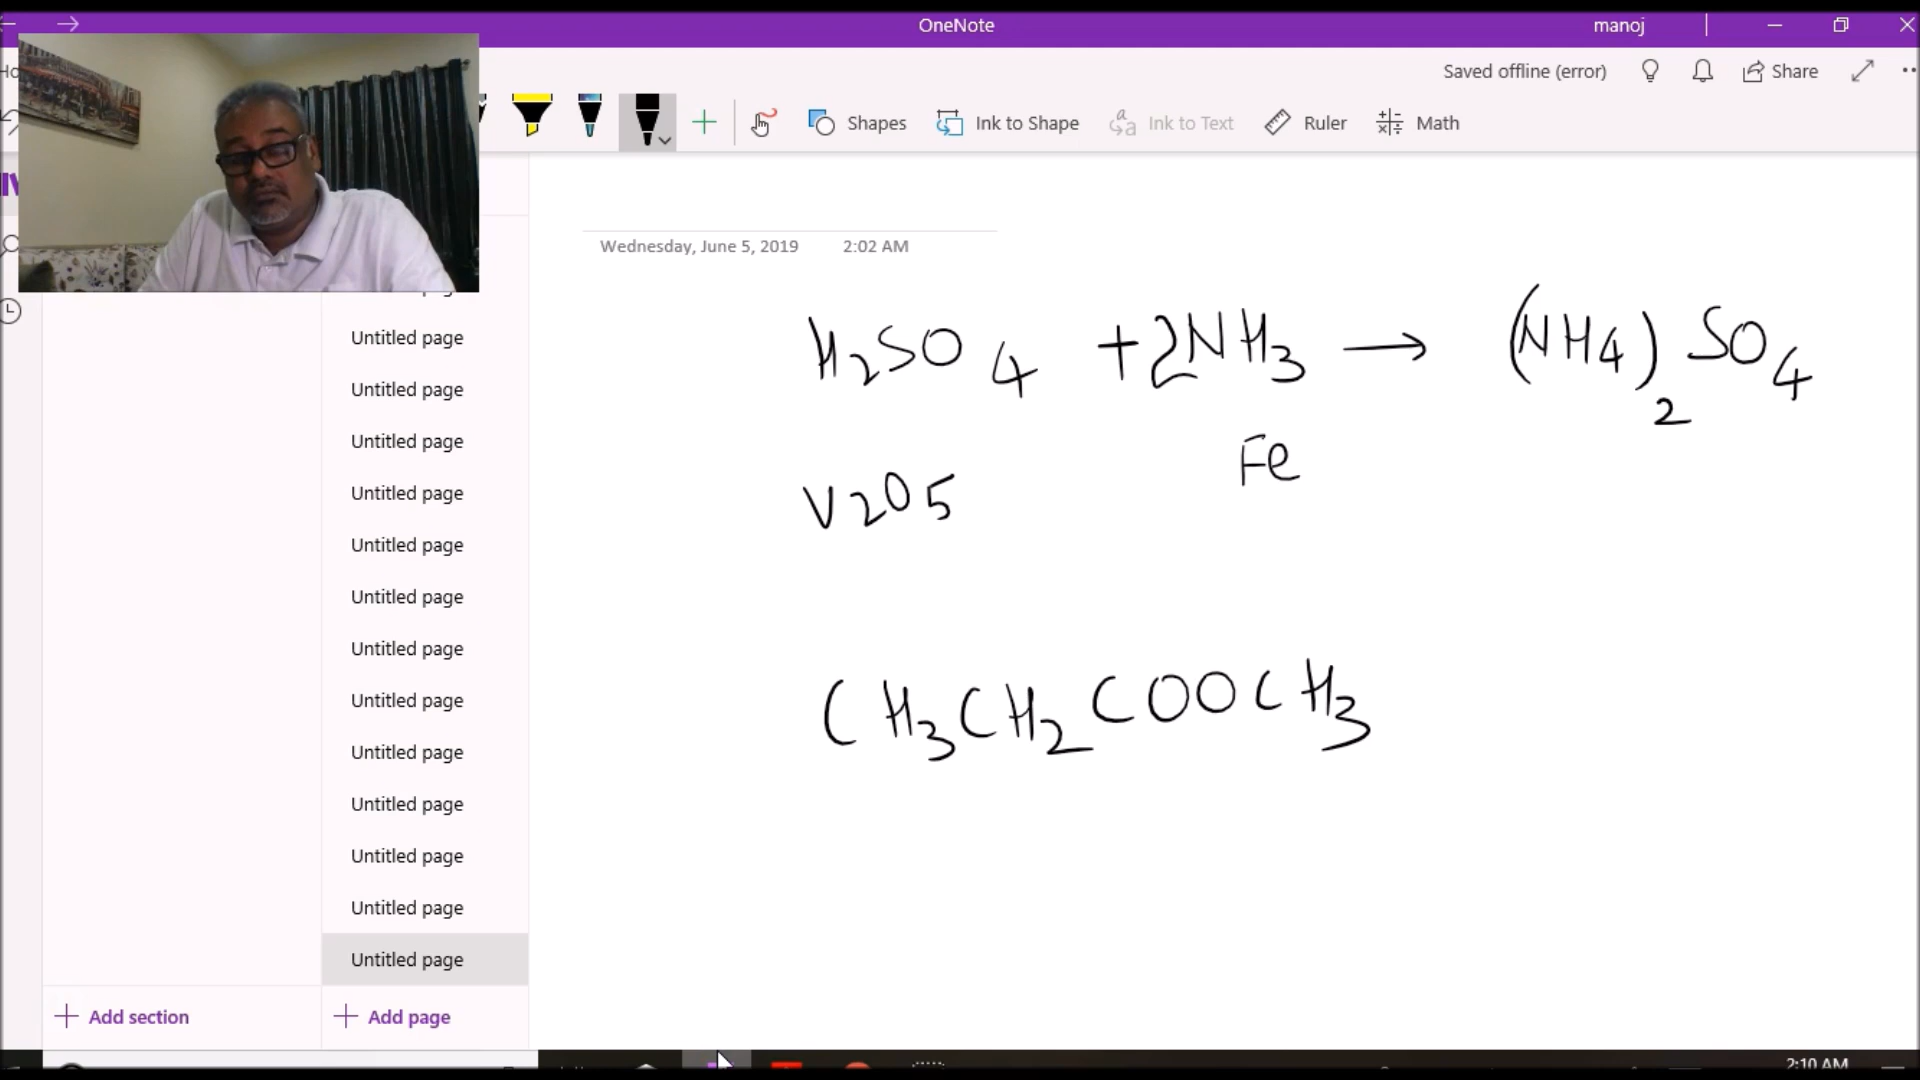 OneNote
manoj
Saved offline (error)
Share
Shapes
Ink to Shape
Ink to Text
Ruler
Math
Wednesday, June 5, 2019 2:02 AM
H2SO4 + 2NH3 → (NH4)2 SO4
Fe
V2O5
CH3CH2COOCH3
Untitled page
Untitled page
Untitled page
Untitled page
Untitled page
Untitled page
Untitled page
Untitled page
Untitled page
Untitled page
Untitled page
Untitled page
Untitled page
Add section
Add page
2:10 AM